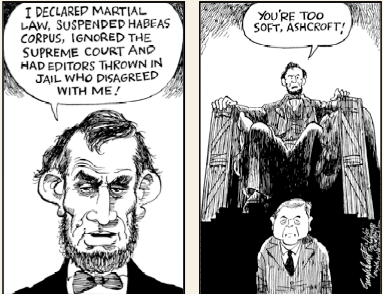 I DECLARED MARTIAL
LAW, SUSPENDED HABEAS
CORPUS, IGNORED THE
SUPREME COURT AND
HAD EDITORS THROWN IN
JAIL WHO DISAGREED
WITH ME!
YOU'RE TOO
SOFT, ASHCROFT!